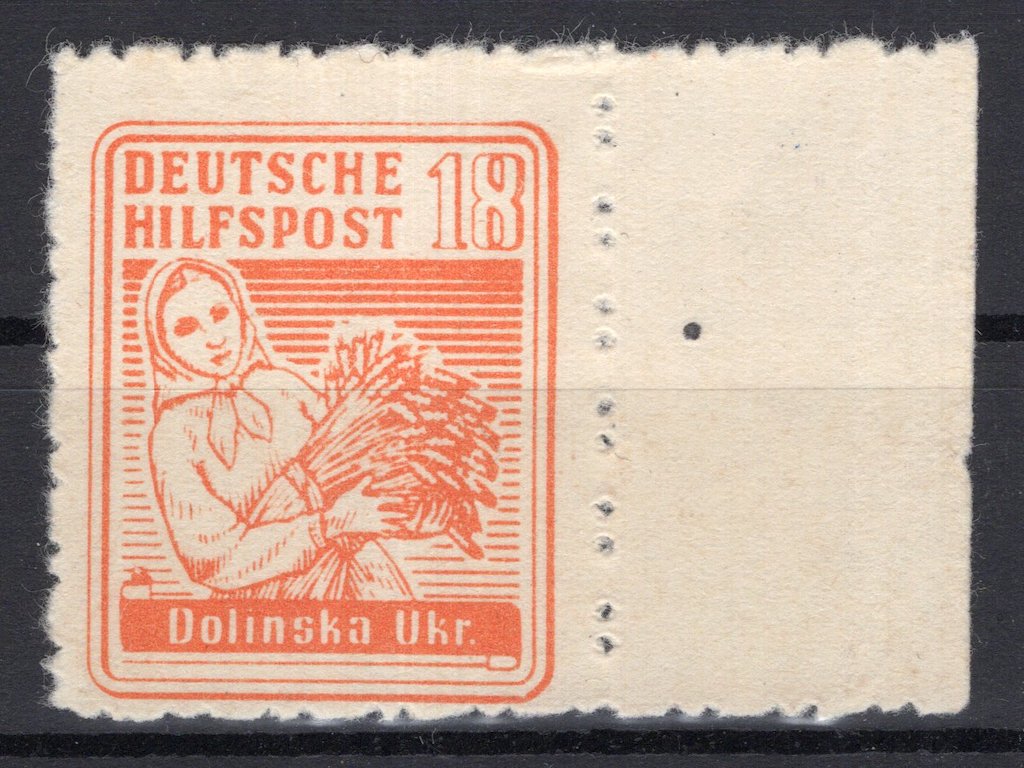 DEUTSCHE 18
HILFSPOST
Dolinska Ukr.